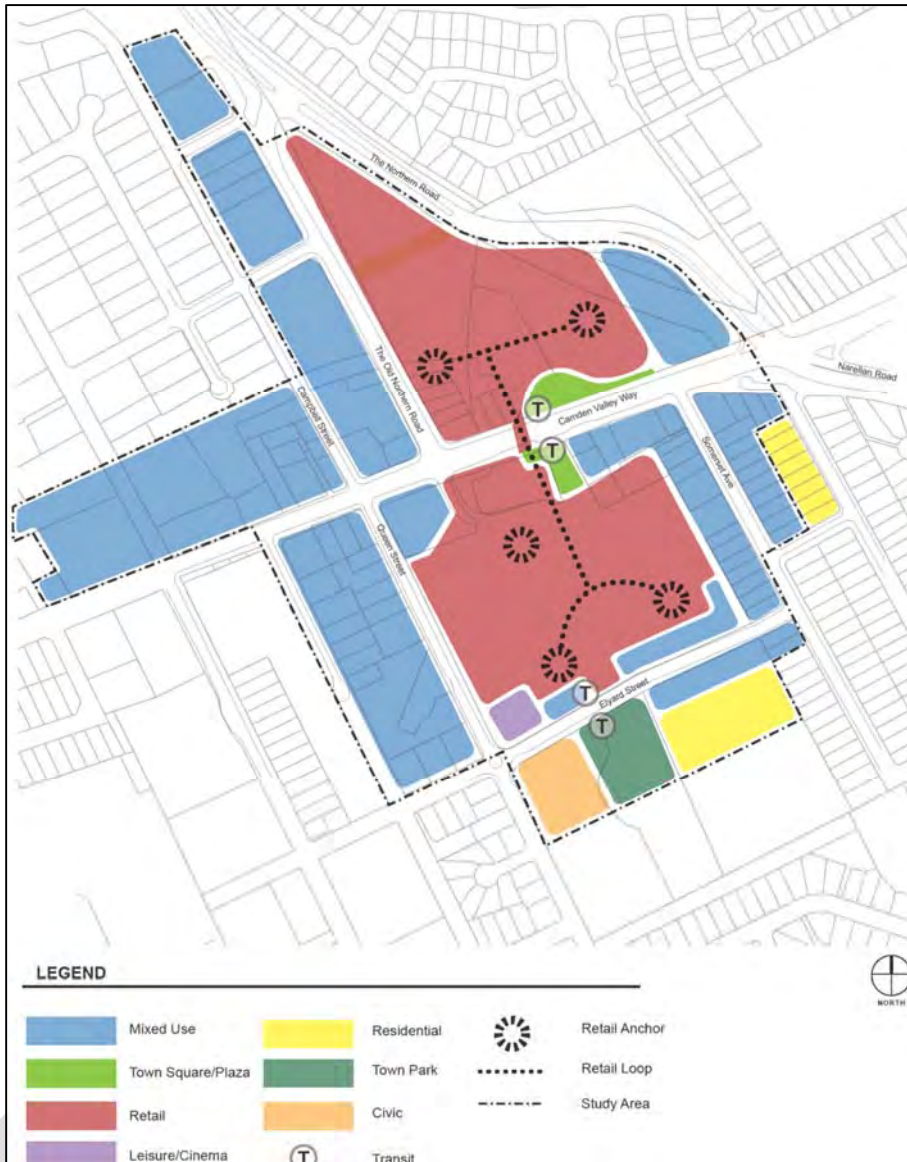 The Northern Road
The Old Northern Road
Campbell Street
Camden Valley Way
Narellan Road
Somerset Ave
Queen Street
T
T
T
Elyard Street
T
LEGEND
NORTH
Mixed Use
Residential
Retail Anchor
Town Square/Plaza
Town Park
Retail Loop
Retail
Civic
Study Area
Leisure/Cinema
T
Transit